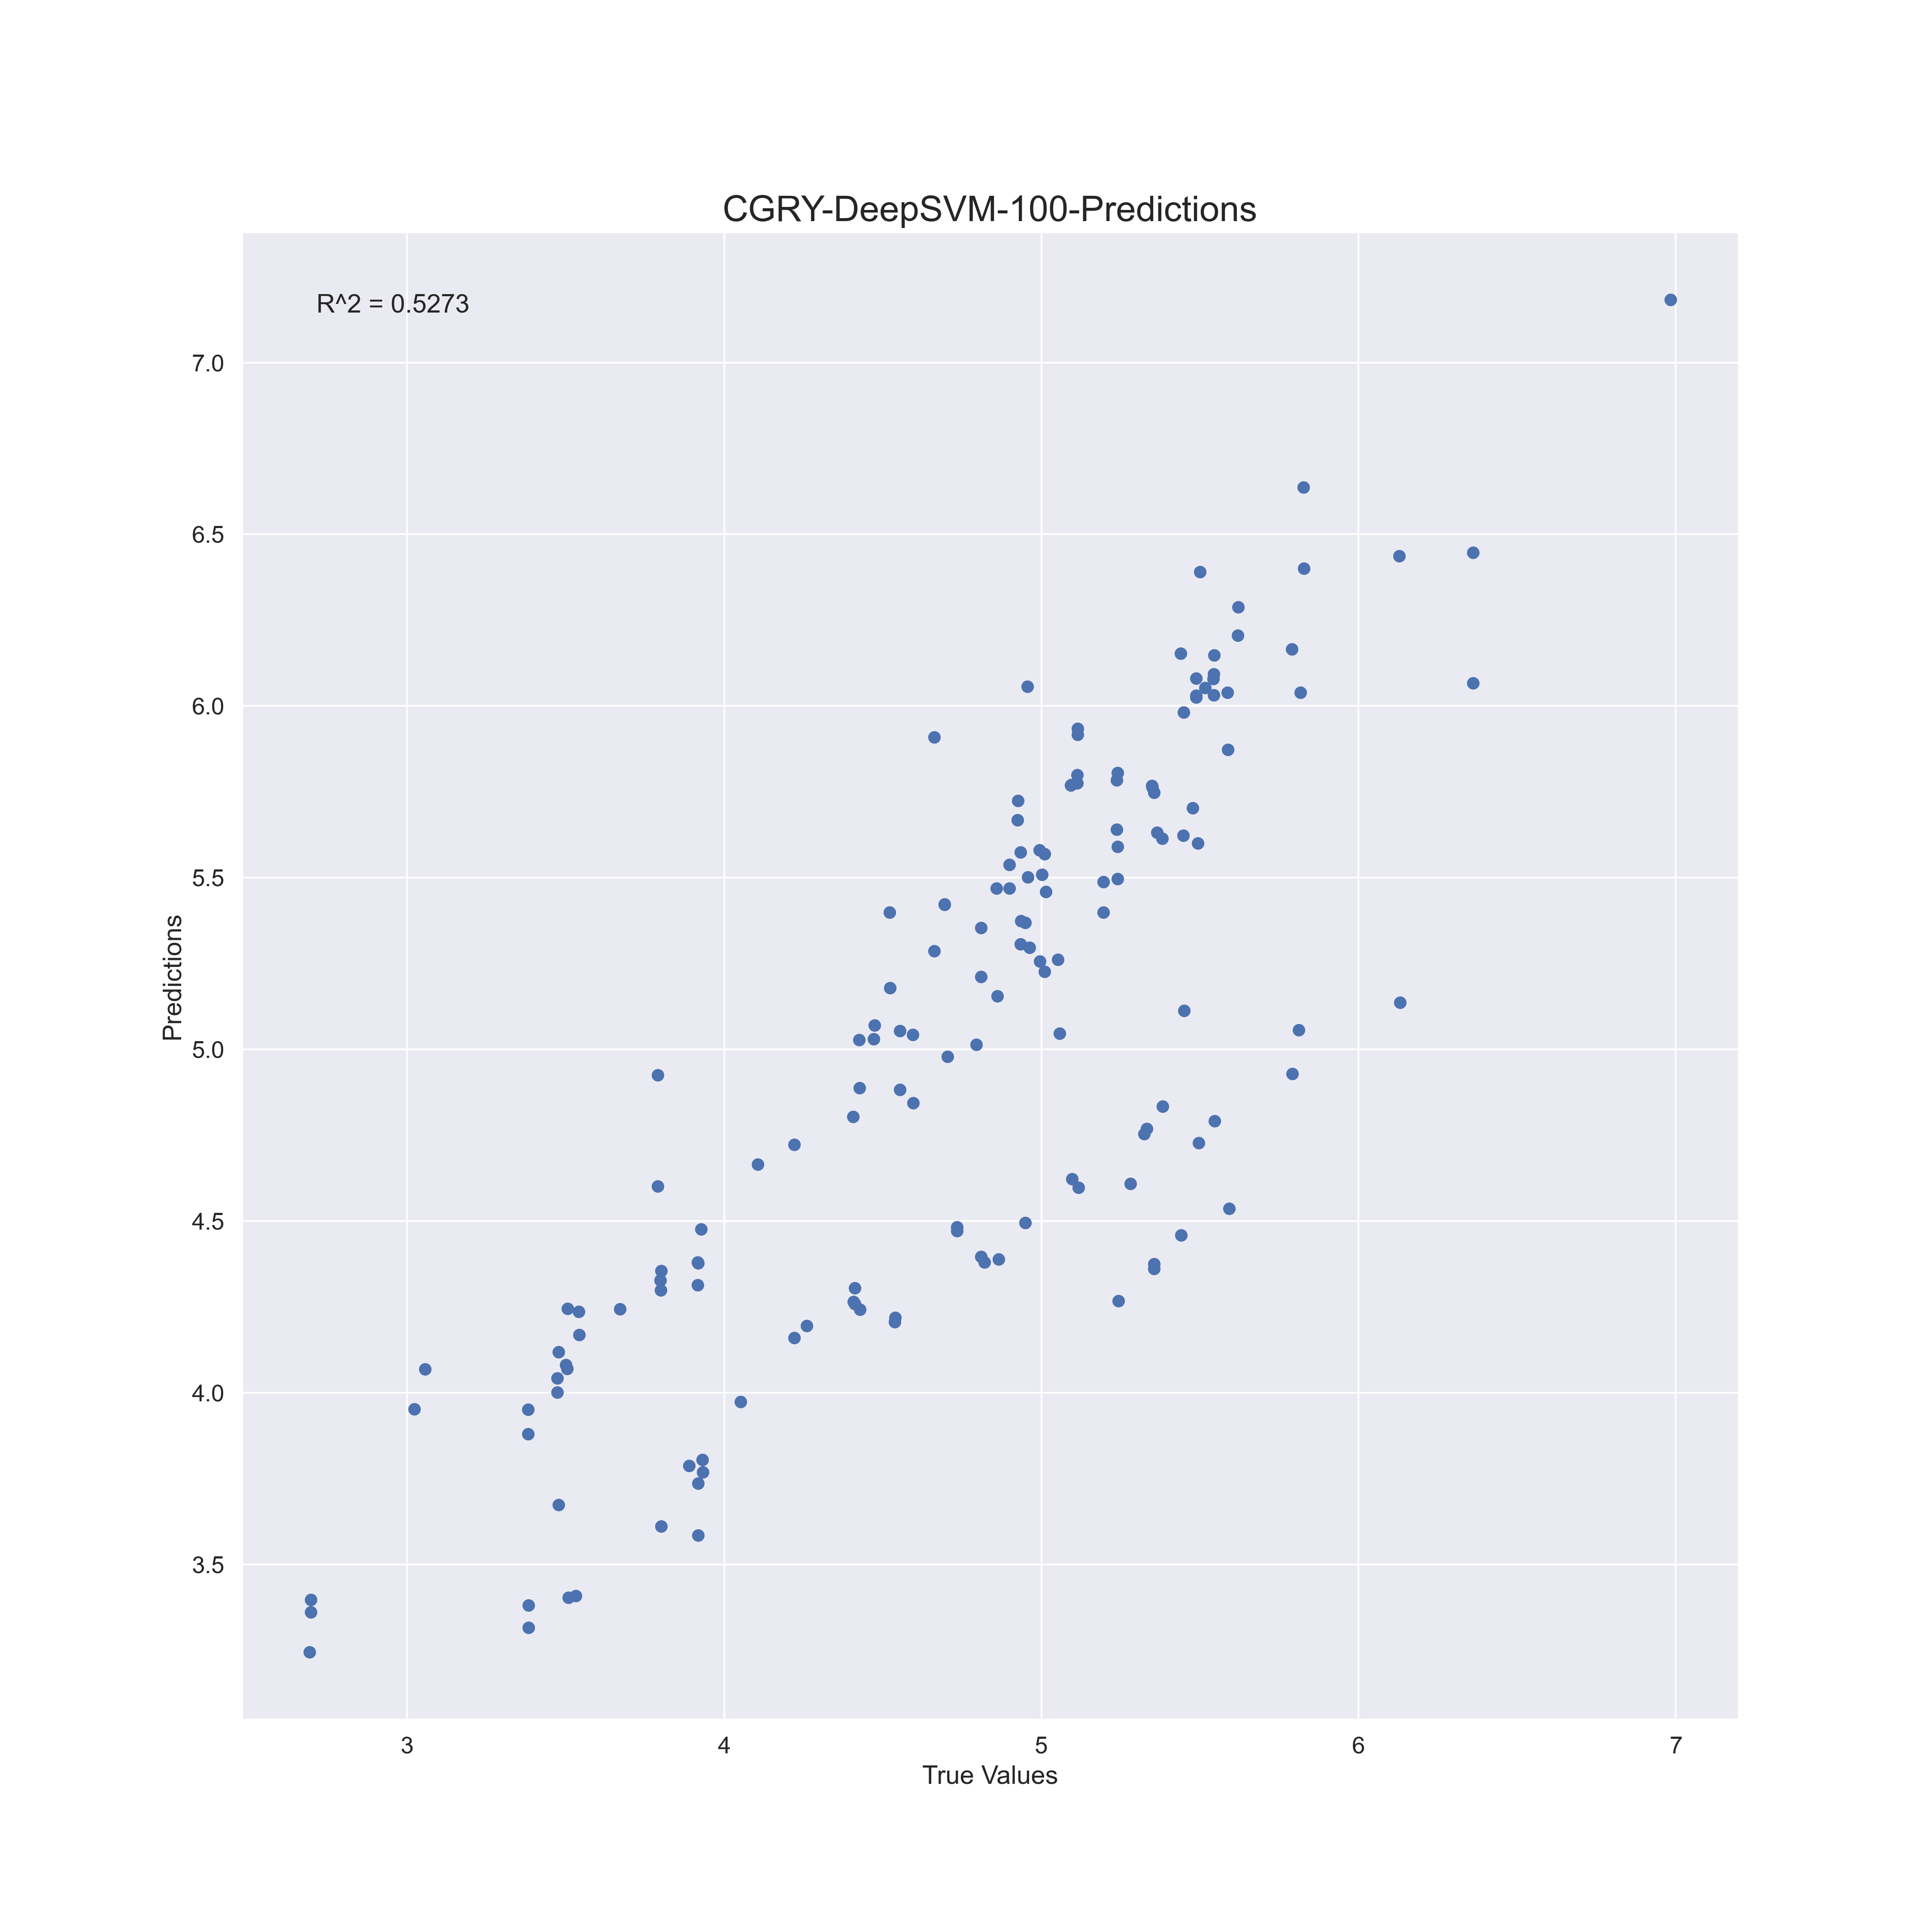 CGRY-DeepSVM-100-Predictions
R^2 = 0.5273
7.0
6.5
6.0
5.5
5.0
4.5
4.0
3.5
Predictions
3 4 5 6 7
True Values